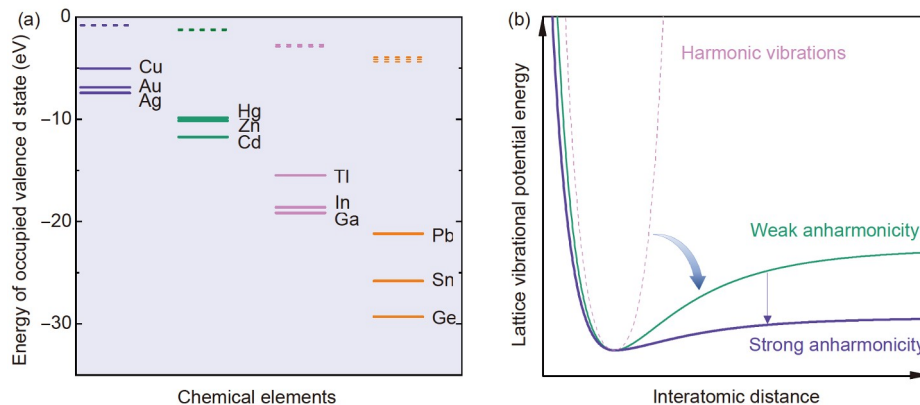 (a)
Energy of occupied valence d state (eV)
0
−10
−20
−30
Cu
Au
Ag
Hg
Zn
Cd
Tl
In
Ga
Pb
Sn
Ge
Chemical elements
(b)
Lattice vibrational potential energy
Harmonic vibrations
Weak anharmonicity
Strong anharmonicity
Interatomic distance